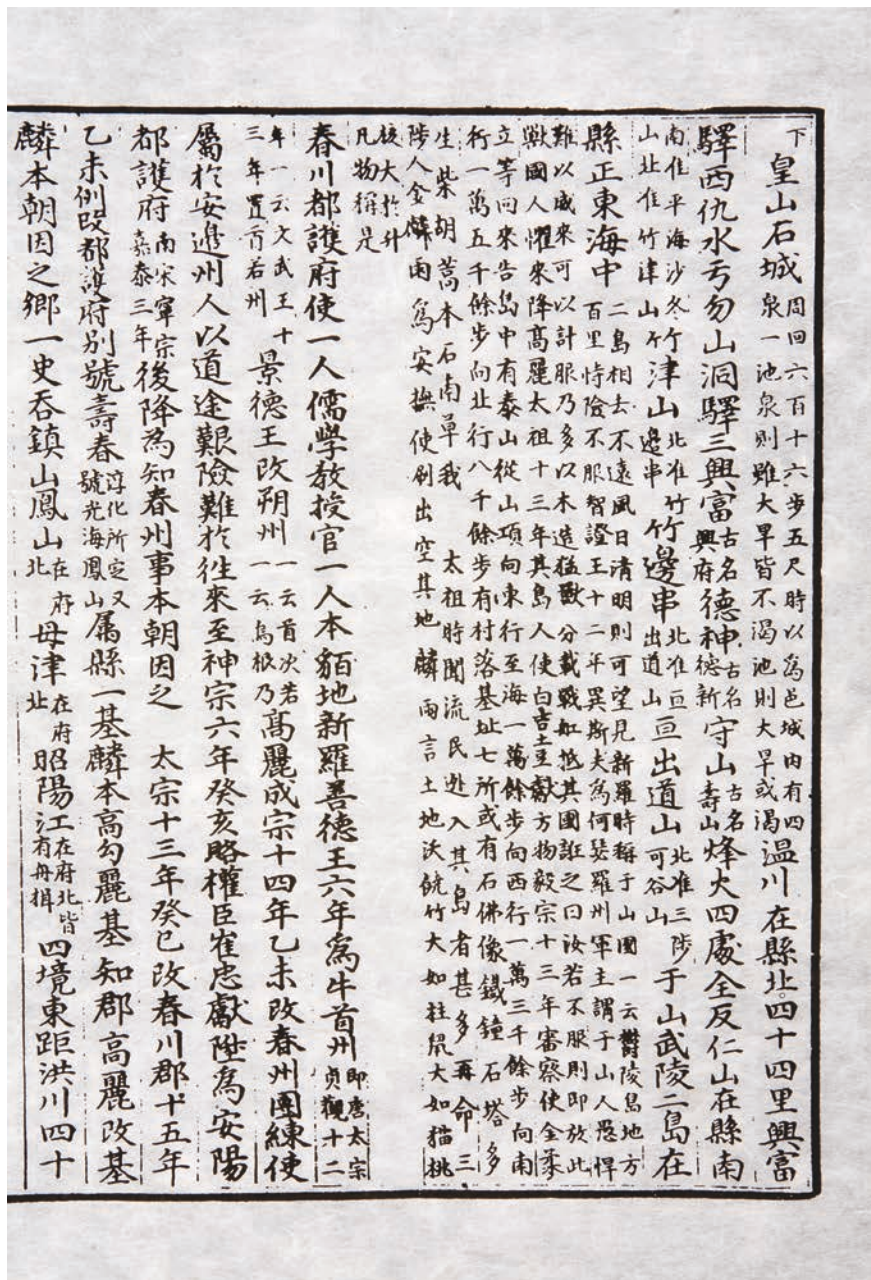 下皇山石城周回六百十六步五尺時以爲邑城內有四泉一池泉則雖大旱皆不渴池則大旱或渴溫川在縣北四十四里興富
驛西仇水亐勿山洞驛三興富古名興府德神古名德新守山古名壽山烽火四處全反仁山在縣南
南准平海沙冬山北准竹津山竹津山北准竹邊串竹邊串北准亘出道山亘出道山北准三陟可谷山于山武陵二島在
縣正東海中二島相去不遠風日清明則可望見新羅時稱于山國一云鬱陵島地方
百里恃險不服智證王十二年異斯夫爲何瑟羅州軍主謂于山人愚悍
難以威來可以計服乃多以木造猛獸分載戰舡抵其國誑之曰汝若不服則即放此
獸國人懼來降高麗太祖十三年其島人使白吉土豆獻方物毅宗十三年審察使金柔
立等回來告島中有泰山從山項向東行至海一萬餘步向西行一萬三千餘步向南
行一萬五千餘步向北行八千餘步有村落基址七所或有石佛像鐵鐘石塔多
生柴胡蒿本石南草我 太祖時聞流民逃入其島者甚多再命三
陟人金麟雨爲安撫使刷出空其地麟雨言土地沃饒竹大如柱鼠大如猫桃
核大於升
凡物稱是
春川都護府使一人儒學教授官一人本貊地新羅善德王六年爲牛首州即唐太宗貞觀十二
年一云文武王十三年置首若州景德王改朔州一云首次若一云烏根乃高麗成宗十四年乙未改春州團練使
屬於安邊州人以道途艱險難於往來至神宗六年癸亥賂權臣崔忠獻陞爲安陽
都護府南宋寧宗嘉泰三年後降爲知春州事本朝因之 太宗十三年癸巳改春川郡十五年
乙未例改都護府別號壽春淳化所定又號光海鳳山屬縣一基麟本高勾麗基知郡高麗改基
麟本朝因之鄉一史吞鎮山鳳山在府北母津在府北昭陽江在府北皆有舟楫四境東距洪川四十